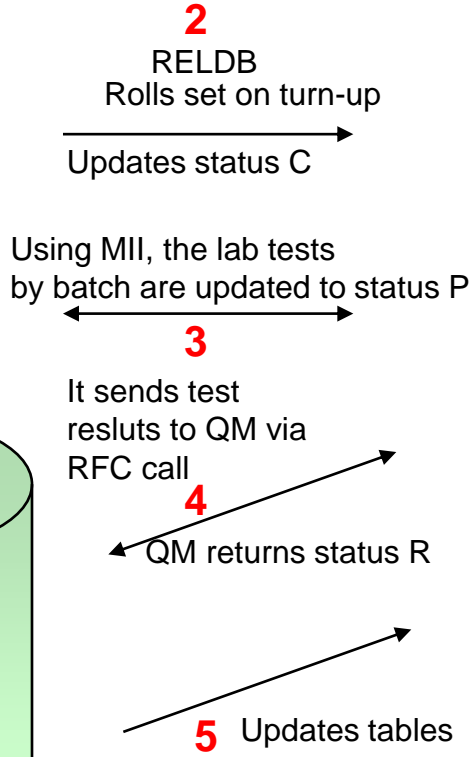 2
RELDB
Rolls set on turn-up
Updates status C
Using MII, the lab tests
by batch are updated to status P
3
It sends test
resluts to QM via
RFC call
4
QM returns status R
5 Updates tables